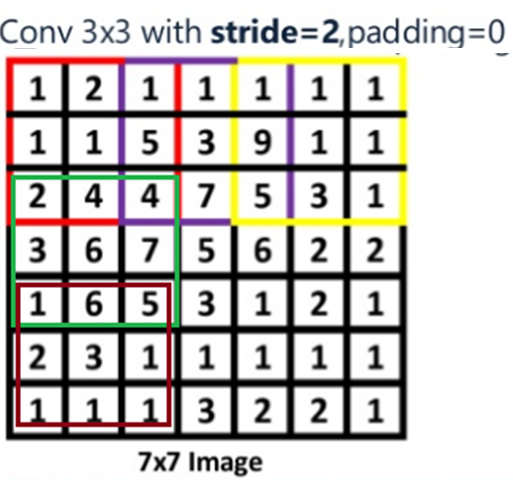 Conv 3x3 with stride=2,padding=0
1 2 1 1 1 1 1
1 1 5 3 9 1 1
2 4 4 7 5 3 1
3 6 7 5 6 2 2
1 6 5 3 1 2 1
2 3 1 1 1 1 1
1 1 1 3 2 2 1
7x7 Image